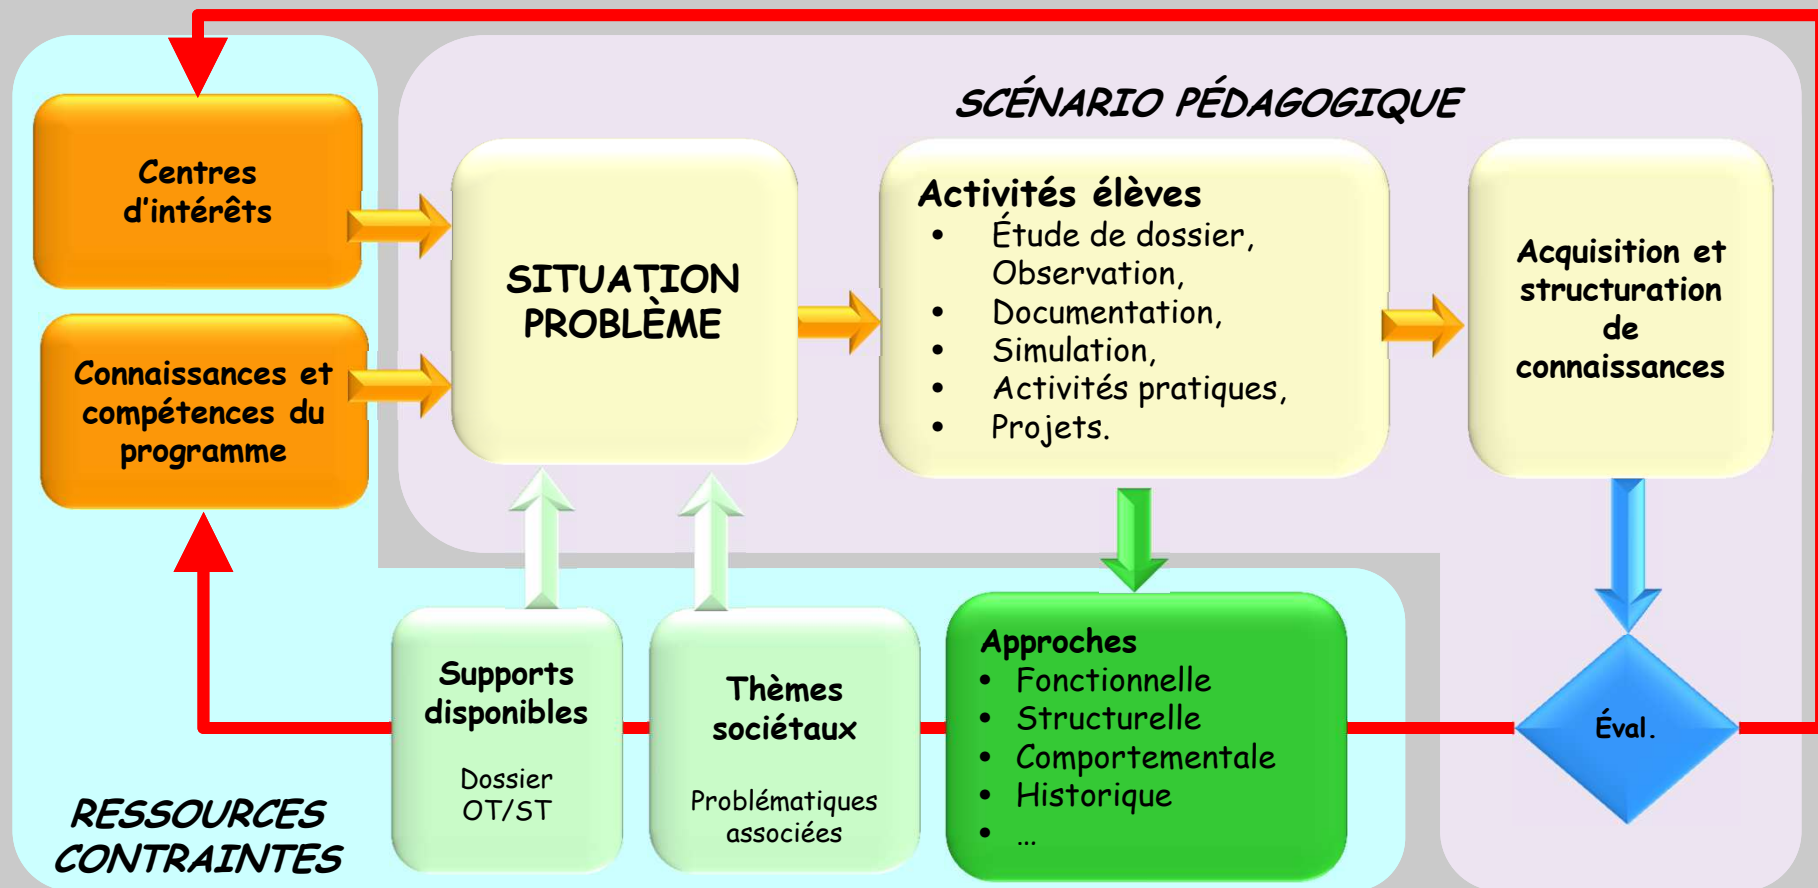 SCÉNARIO PÉDAGOGIQUE
Centres
d'intérêts
Connaissances et
compétences du
programme
SITUATION
PROBLÈME
Activités élèves
• Étude de dossier,
Observation,
• Documentation,
• Simulation,
• Activités pratiques,
• Projets.
Acquisition et
structuration
de
connaissances
Supports
disponibles
Dossier
OT/ST
Thèmes
sociétaux
Problématiques
associées
Approches
• Fonctionnelle
• Structurelle
• Comportementale
• Historique
• …
Éval.
RESSOURCES
CONTRAINTES